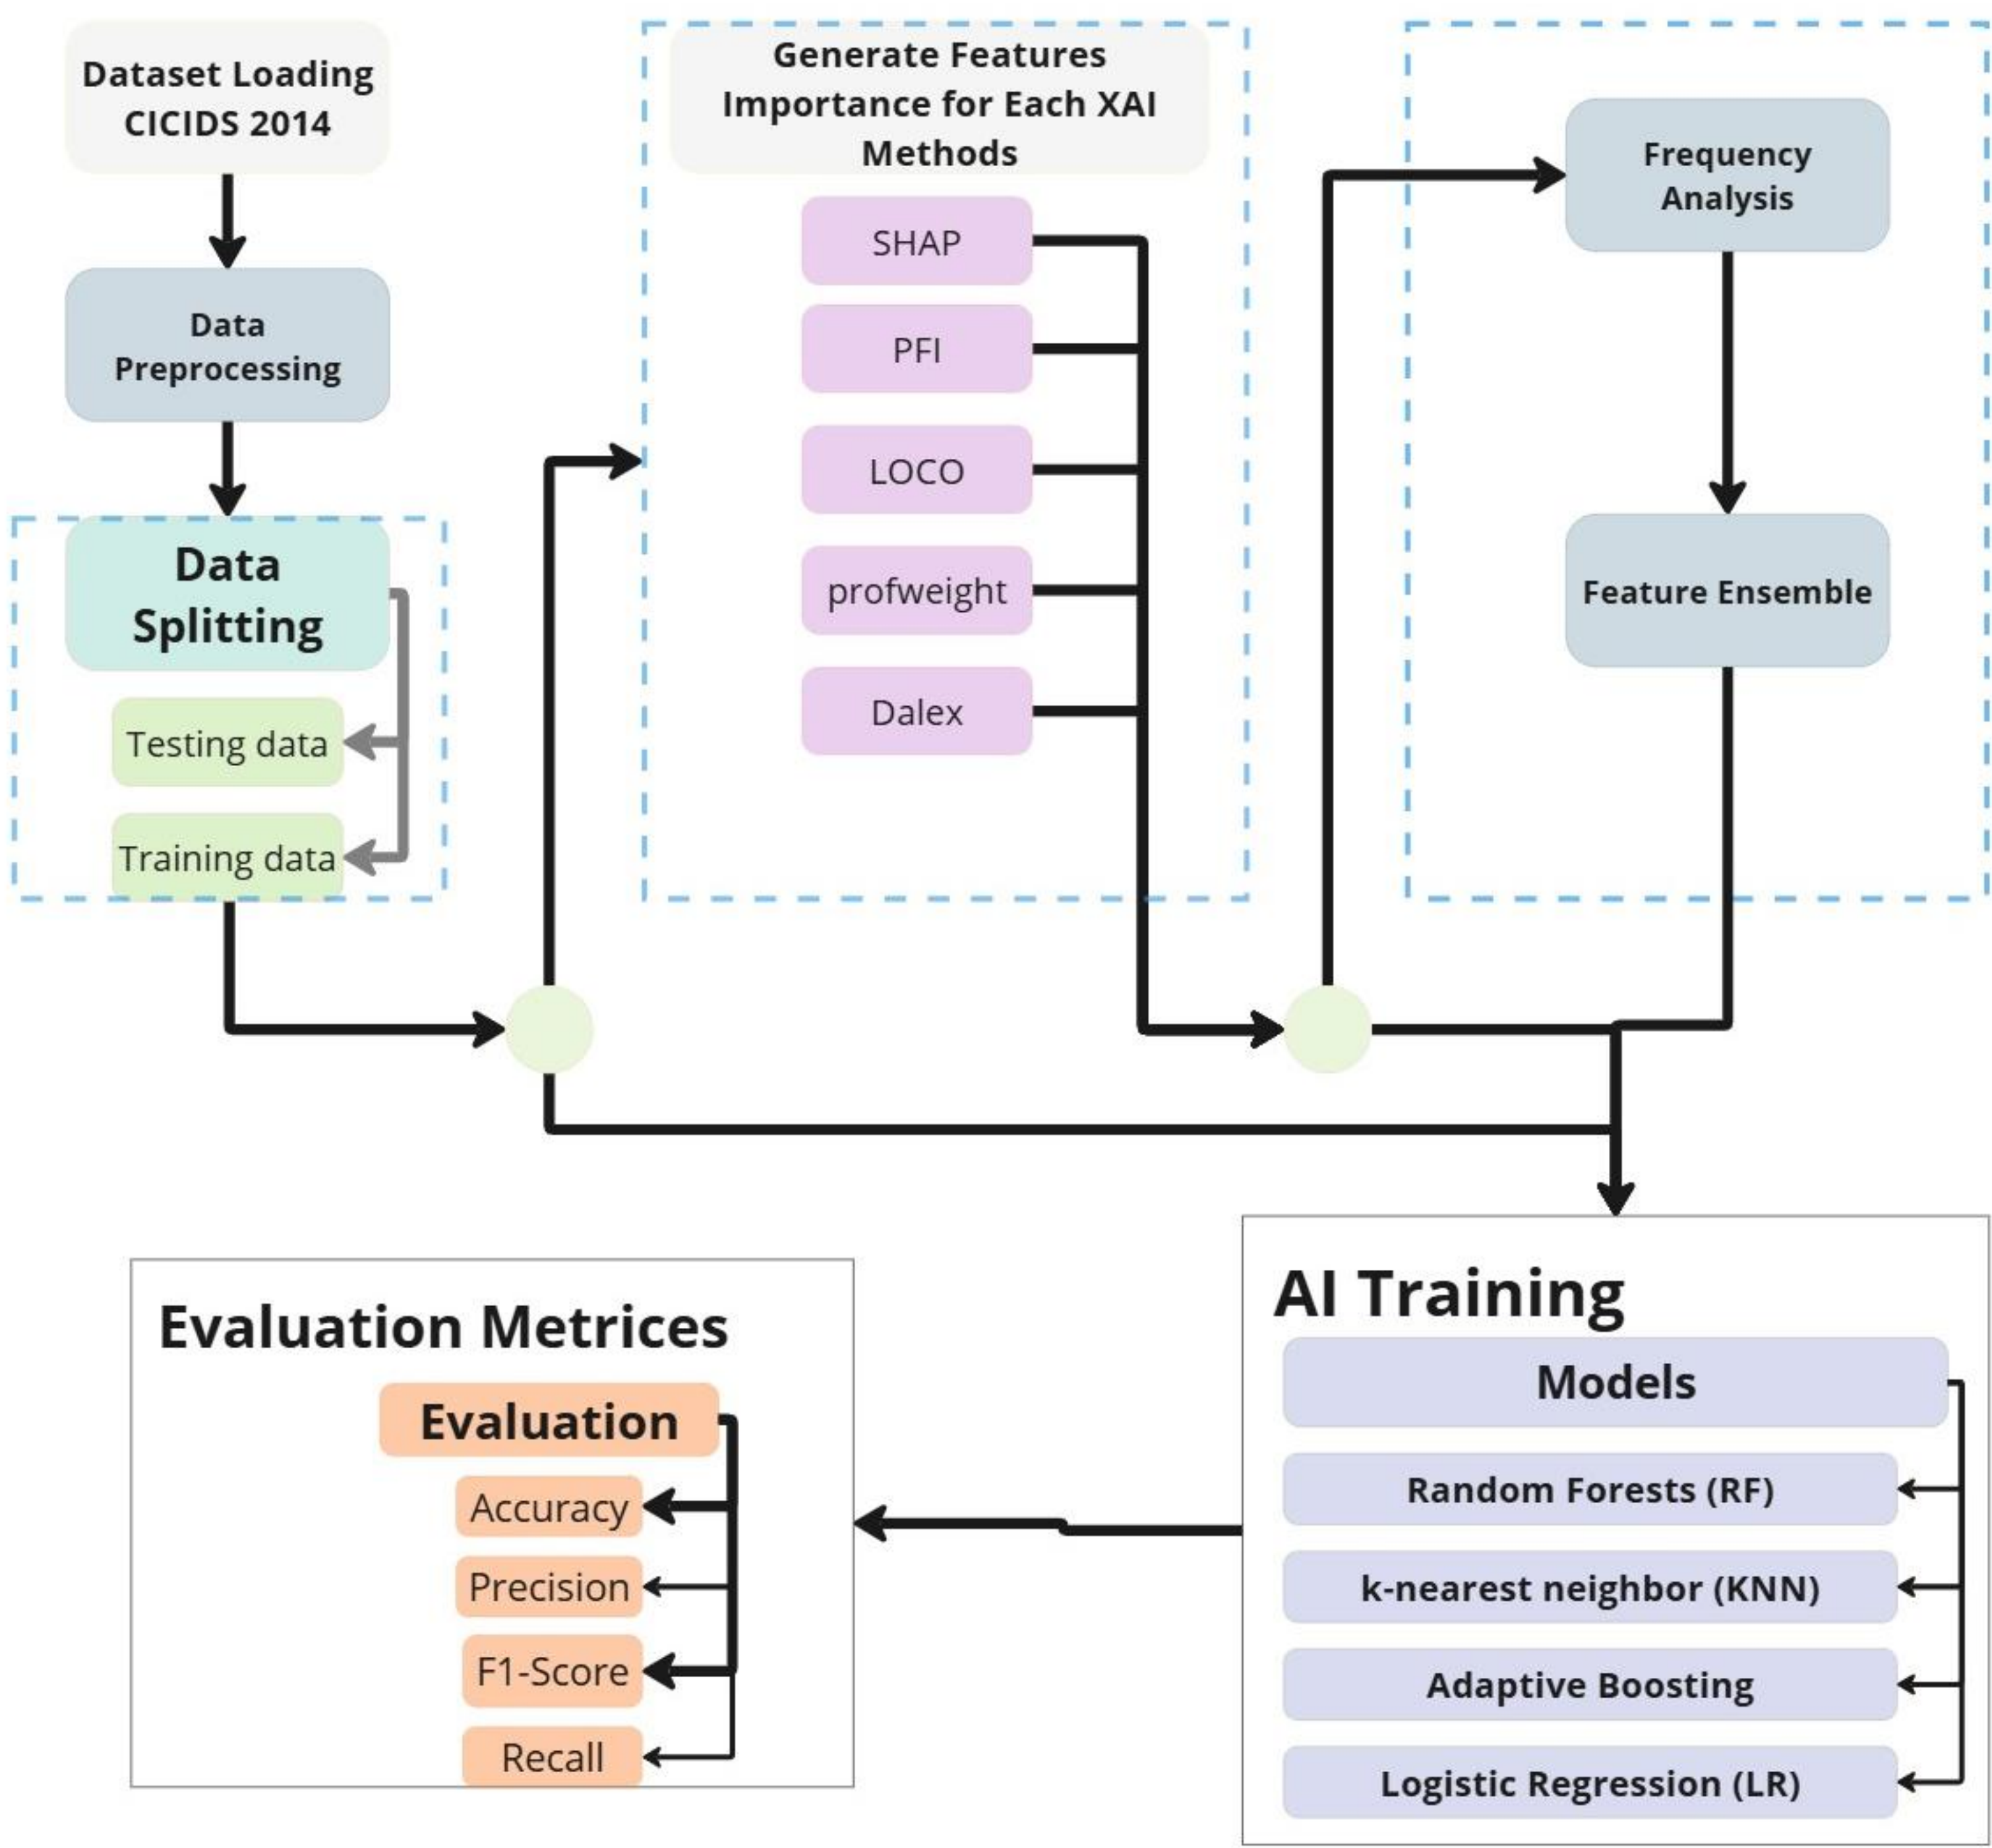 Dataset Loading
CICIDS 2014
Data
Preprocessing
Data
Splitting
Testing data
Training data
Generate Features
Importance for Each XAI
Methods
SHAP
PFI
LOCO
profweight
Dalex
Frequency
Analysis
Feature Ensemble
AI Training
Models
Random Forests (RF)
k-nearest neighbor (KNN)
Adaptive Boosting
Logistic Regression (LR)
Evaluation Metrices
Evaluation
Accuracy
Precision
F1-Score
Recall